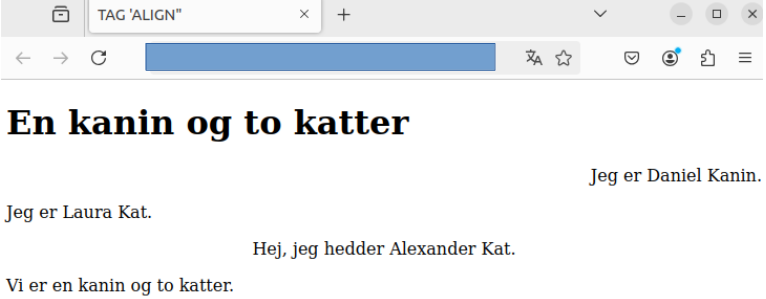 TAG 'ALIGN"
En kanin og to katter
Jeg er Daniel Kanin.
Jeg er Laura Kat.
Hej, jeg hedder Alexander Kat.
Vi er en kanin og to katter.